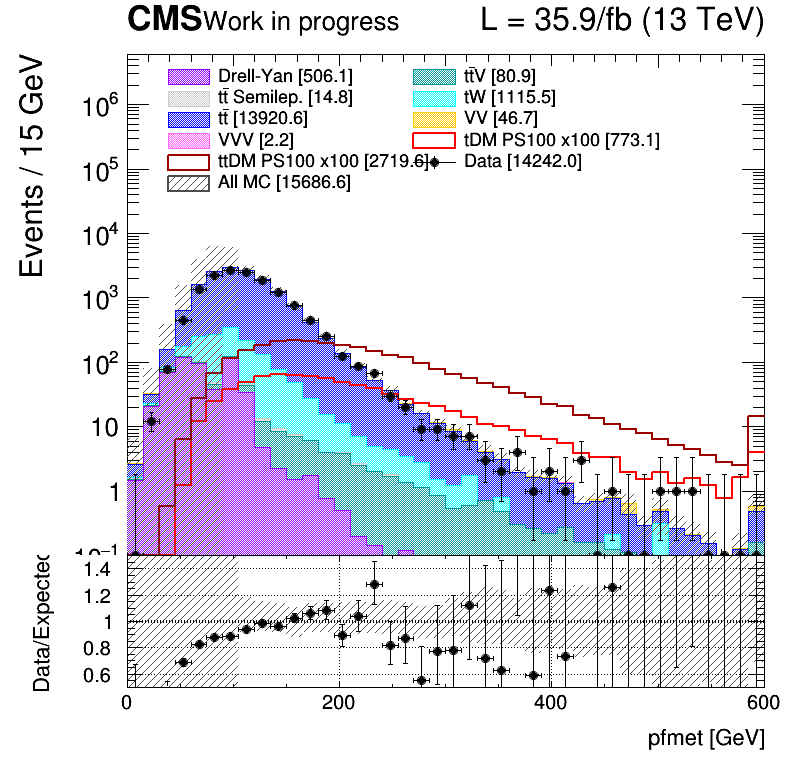 CMS Work in progress L = 35.9/fb (13 TeV)
Events / 15 GeV
Drell-Yan [506.1] tt̄V [80.9]
tt̄ Semilep. [14.8] tW [1115.5]
tt̄ [13920.6] VV [46.7]
VVV [2.2] tDM PS100 x100 [773.1]
ttDM PS100 x100 [2719.6] Data [14242.0]
All MC [15686.6]
10⁶
10⁵
10⁴
10³
10²
10
1
10⁻¹
Data/Expected
1.4
1.2
1
0.8
0.6
0 200 400 600
pfmet [GeV]